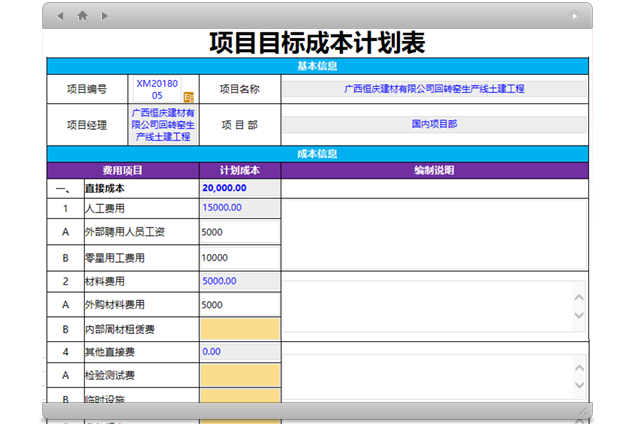 项目目标成本计划表
基本信息
项目编号 XM20180 05 项目名称 广西恒庆建材有限公司回转窑生产线土建工程
项目经理 广西恒庆建材有限公司回转窑生产线土建工程 项 目 部 国内项目部
成本信息
费用项目 计划成本 编制说明
一、 直接成本 20,000.00
1 人工费用 15000.00
A 外部聘用人员工资 5000
B 零量用工费用 10000
2 材料费用 5000.00
A 外购材料费用 5000
B 内部周材租赁费
4 其他直接费 0.00
A 检验测试费
B 临时设施